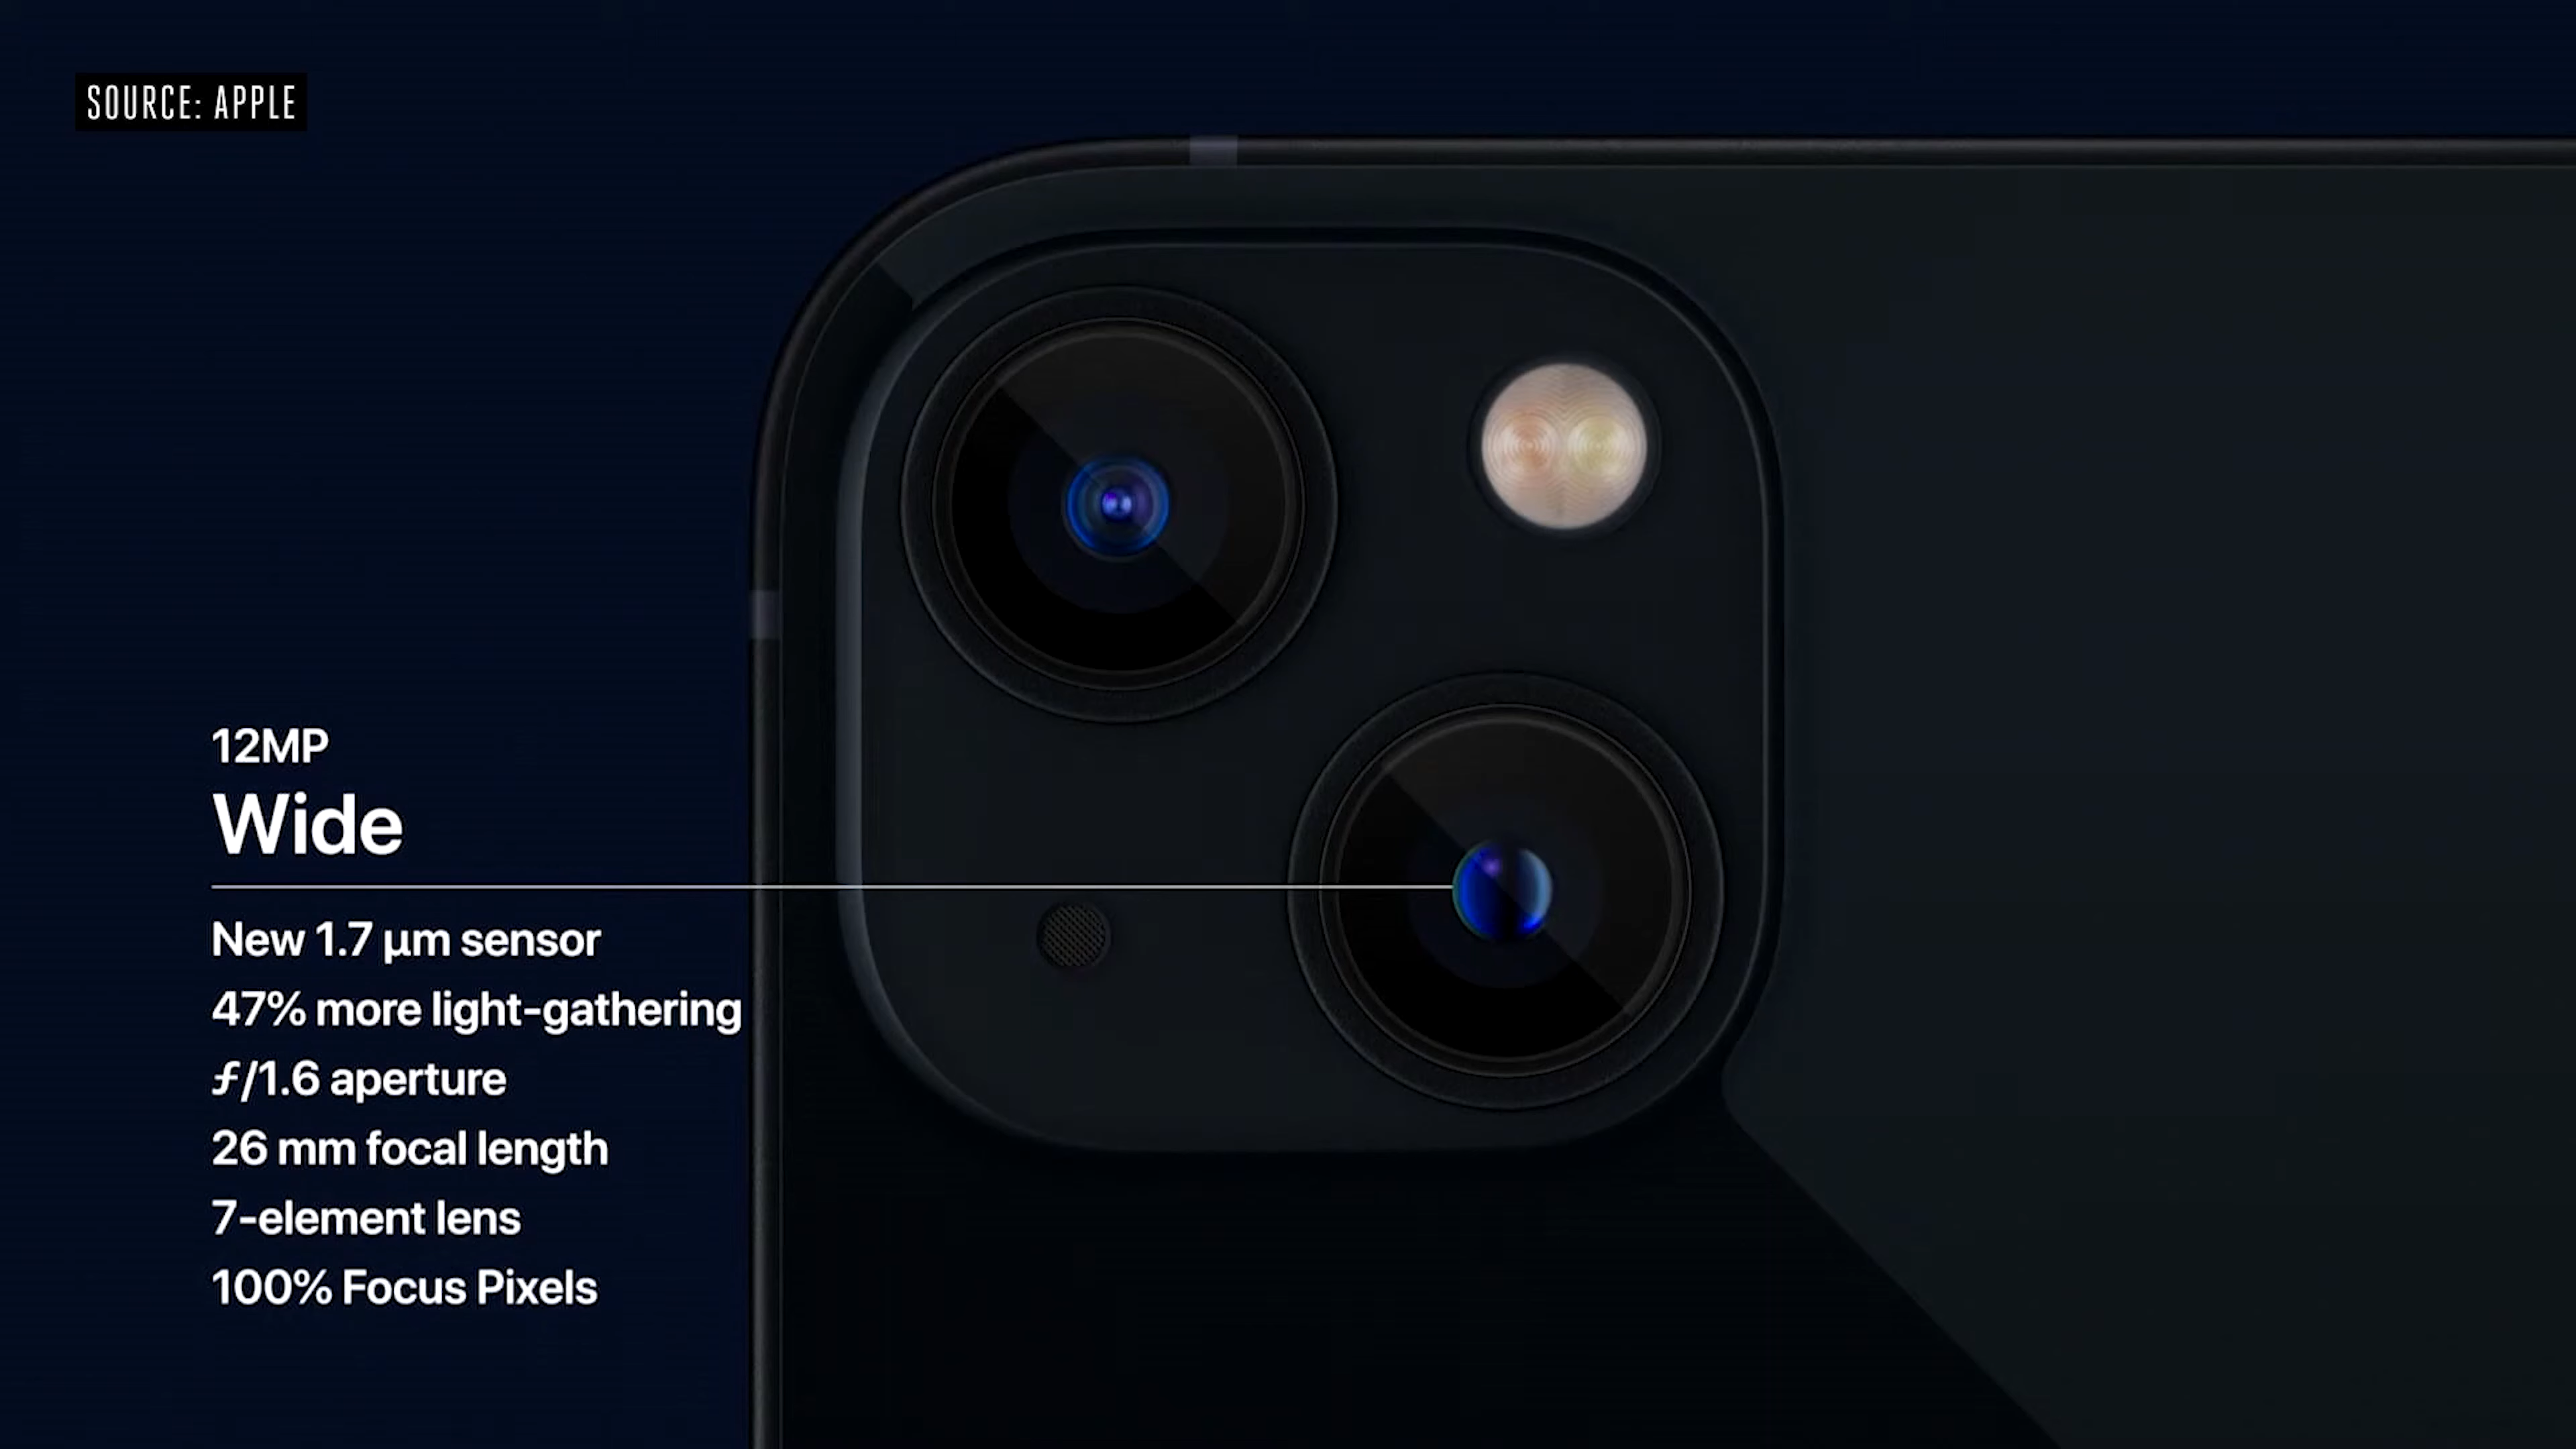 SOURCE: APPLE
12MP
Wide
New 1.7 µm sensor
47% more light-gathering
ƒ/1.6 aperture
26 mm focal length
7-element lens
100% Focus Pixels